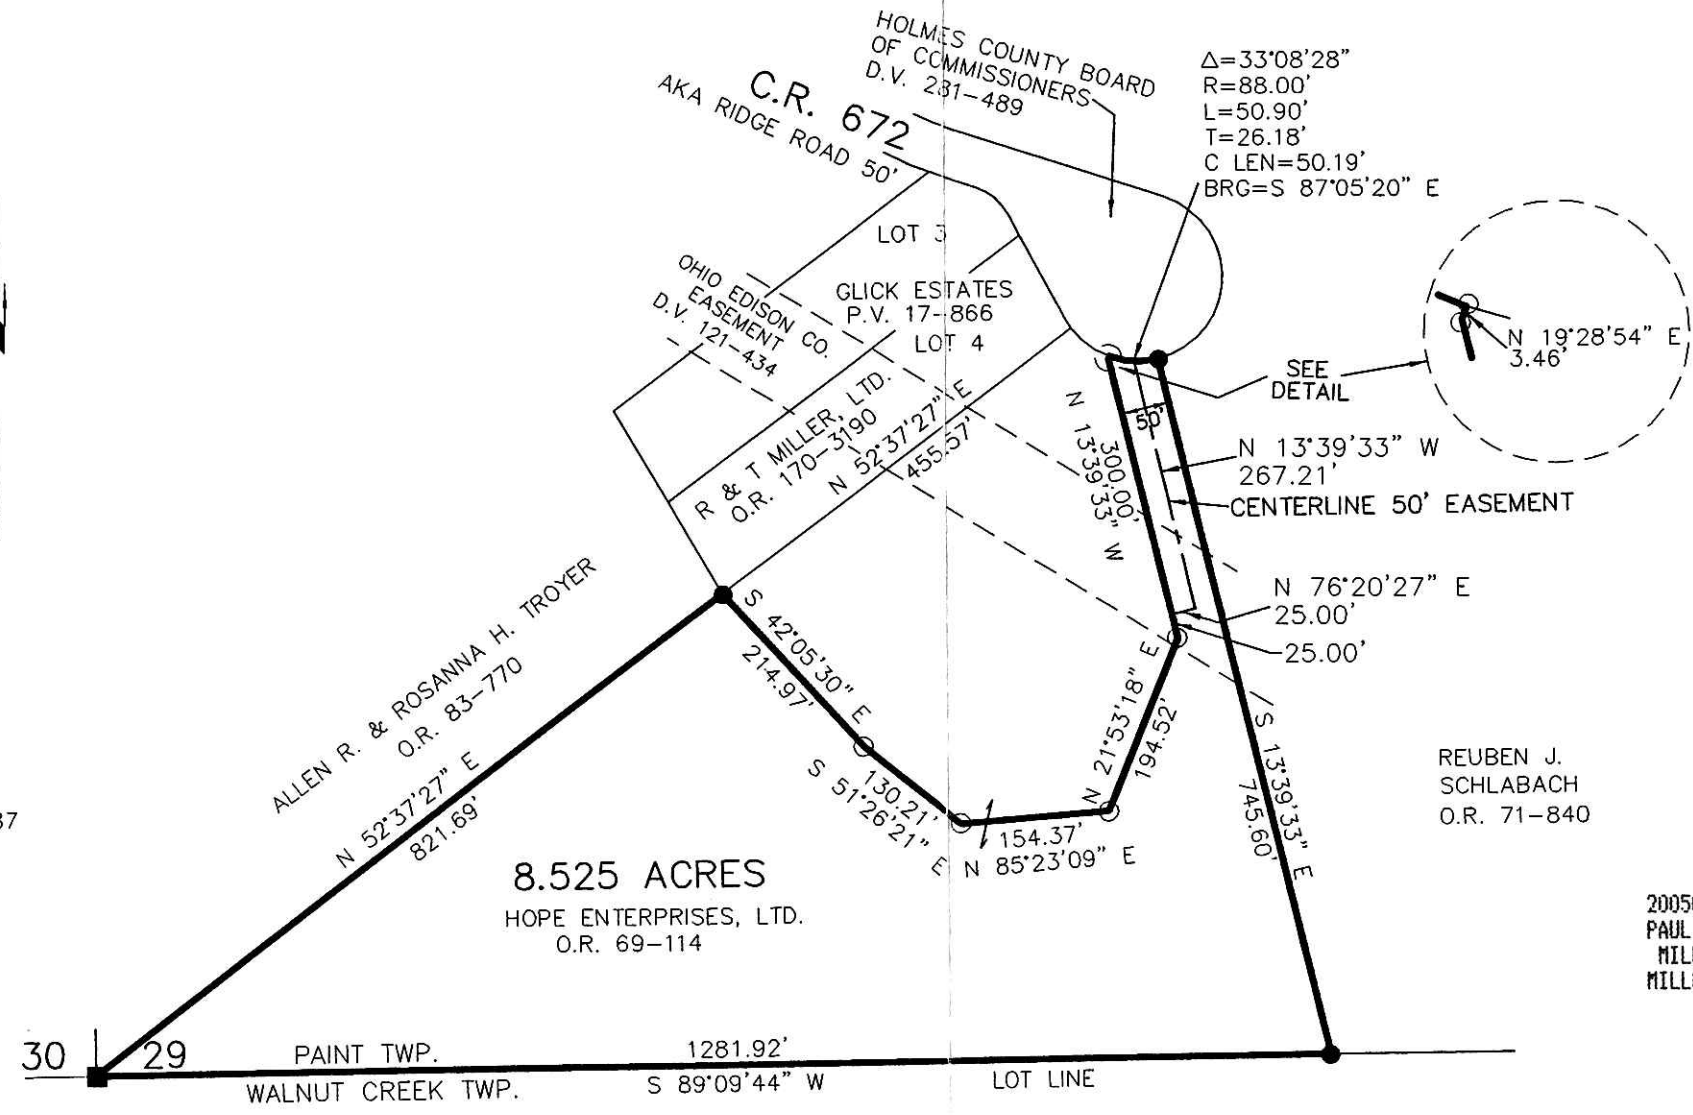 HOLMES COUNTY BOARD
OF COMMISSIONERS
D.V. 231-489
C.R. 672
AKA RIDGE ROAD 50'
Δ=33°08'28"
R=88.00'
L=50.90'
T=26.18'
C LEN=50.19'
BRG=S 87°05'20" E
LOT 3
OHIO EDISON CO.
EASEMENT
D.V. 121-434
GLICK ESTATES
P.V. 17-866
LOT 4
N 19°28'54" E
3.46'
SEE
DETAIL
R & T MILLER, LTD.
O.R. 170-3190
N 52°37'27" E
455.57'
50'
300.00'
N 13°39'33" W
N 13°39'33" W
267.21'
CENTERLINE 50' EASEMENT
N 76°20'27" E
25.00'
25.00'
ALLEN R. & ROSANNA H. TROYER
O.R. 83-770
N 52°37'27" E
821.69'
S 42°05'30" E
214.97'
130.21'
S 51°26'21" E
154.37'
N 85°23'09" E
N 21°53'18" E
194.52'
S 13°39'33" E
745.60'
REUBEN J.
SCHLABACH
O.R. 71-840
37
8.525 ACRES
HOPE ENTERPRISES, LTD.
O.R. 69-114
2005
PAUL
MIL
MILL
30
29
PAINT TWP.
1281.92'
WALNUT CREEK TWP.
S 89°09'44" W
LOT LINE